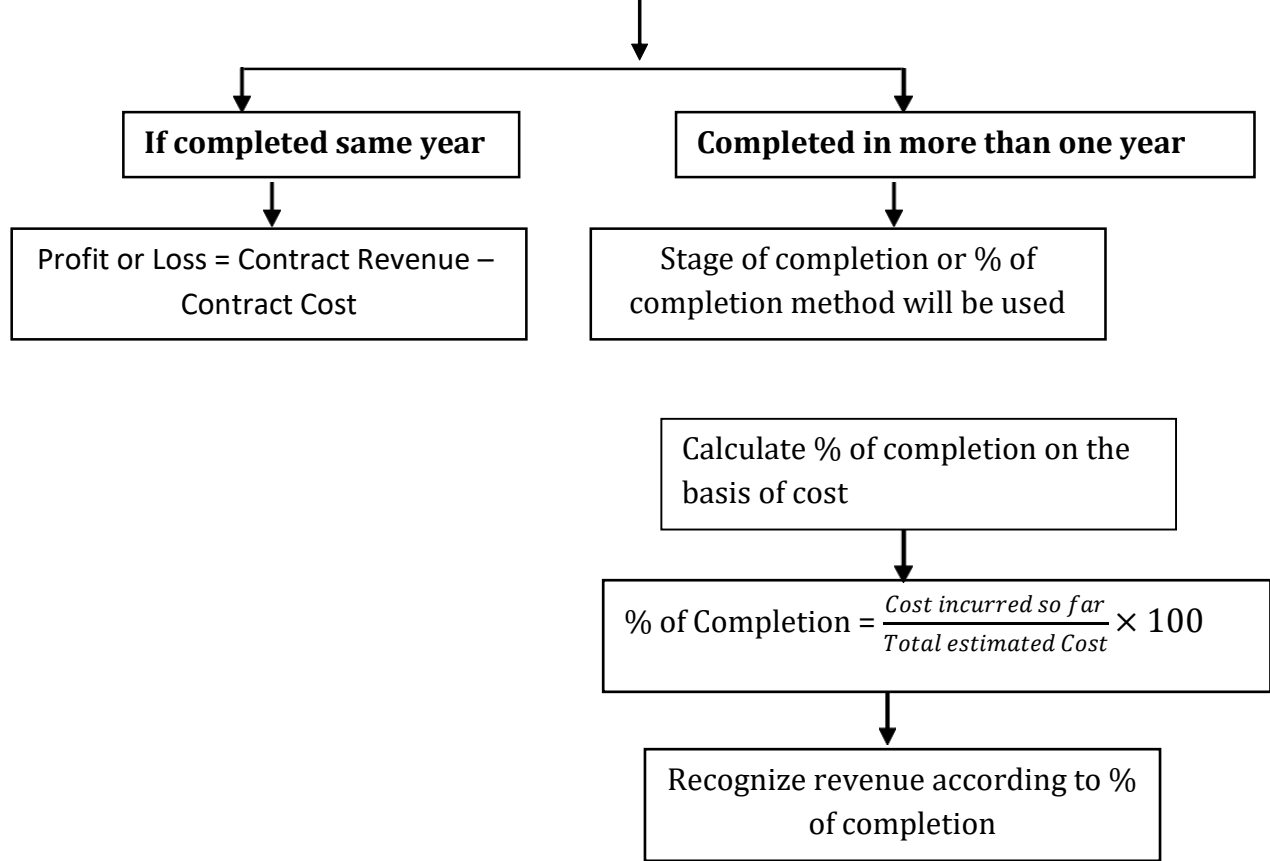 If completed same year
Completed in more than one year
Profit or Loss = Contract Revenue –
Contract Cost
Stage of completion or % of
completion method will be used
Calculate % of completion on the
basis of cost
% of Completion = \frac{Cost incurred so far}{Total estimated Cost} × 100
Recognize revenue according to %
of completion